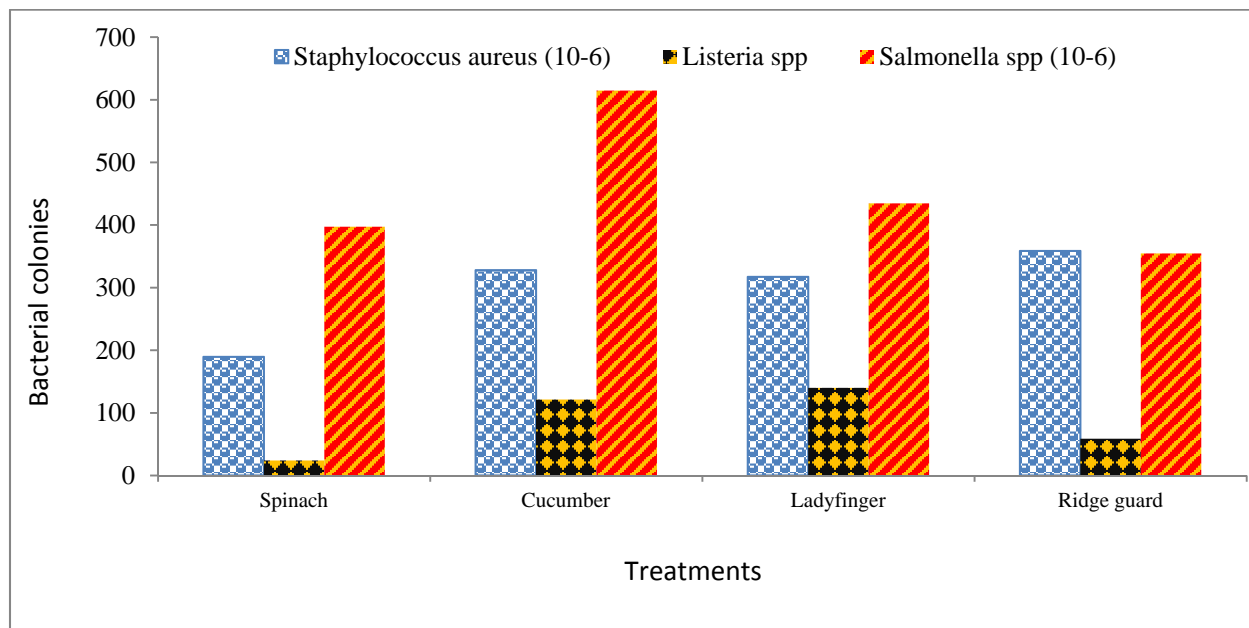 700
Staphylococcus aureus (10-6) Listeria spp Salmonella spp (10-6)
600
500
400
300
200
100
0
Bacterial colonies
Spinach Cucumber Ladyfinger Ridge guard
Treatments